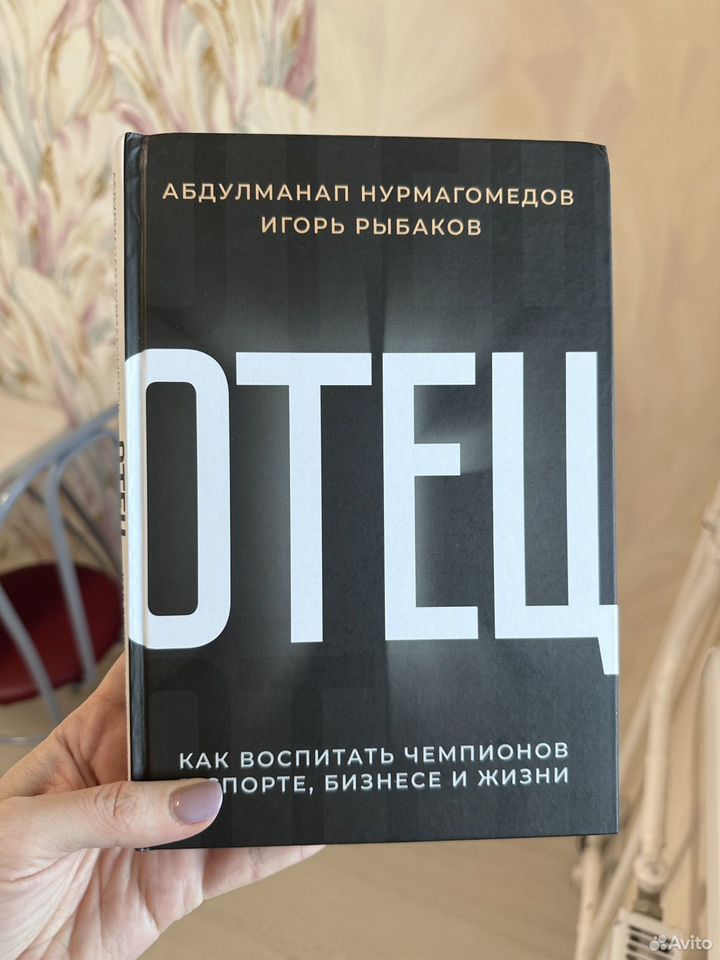 АБДУЛМАНАП НУРМАГОМЕДОВ
ИГОРЬ РЫБАКОВ
ОТЕЦ
КАК ВОСПИТАТЬ ЧЕМПИОНОВ
СПОРТЕ, БИЗНЕСЕ И ЖИЗНИ
Avito